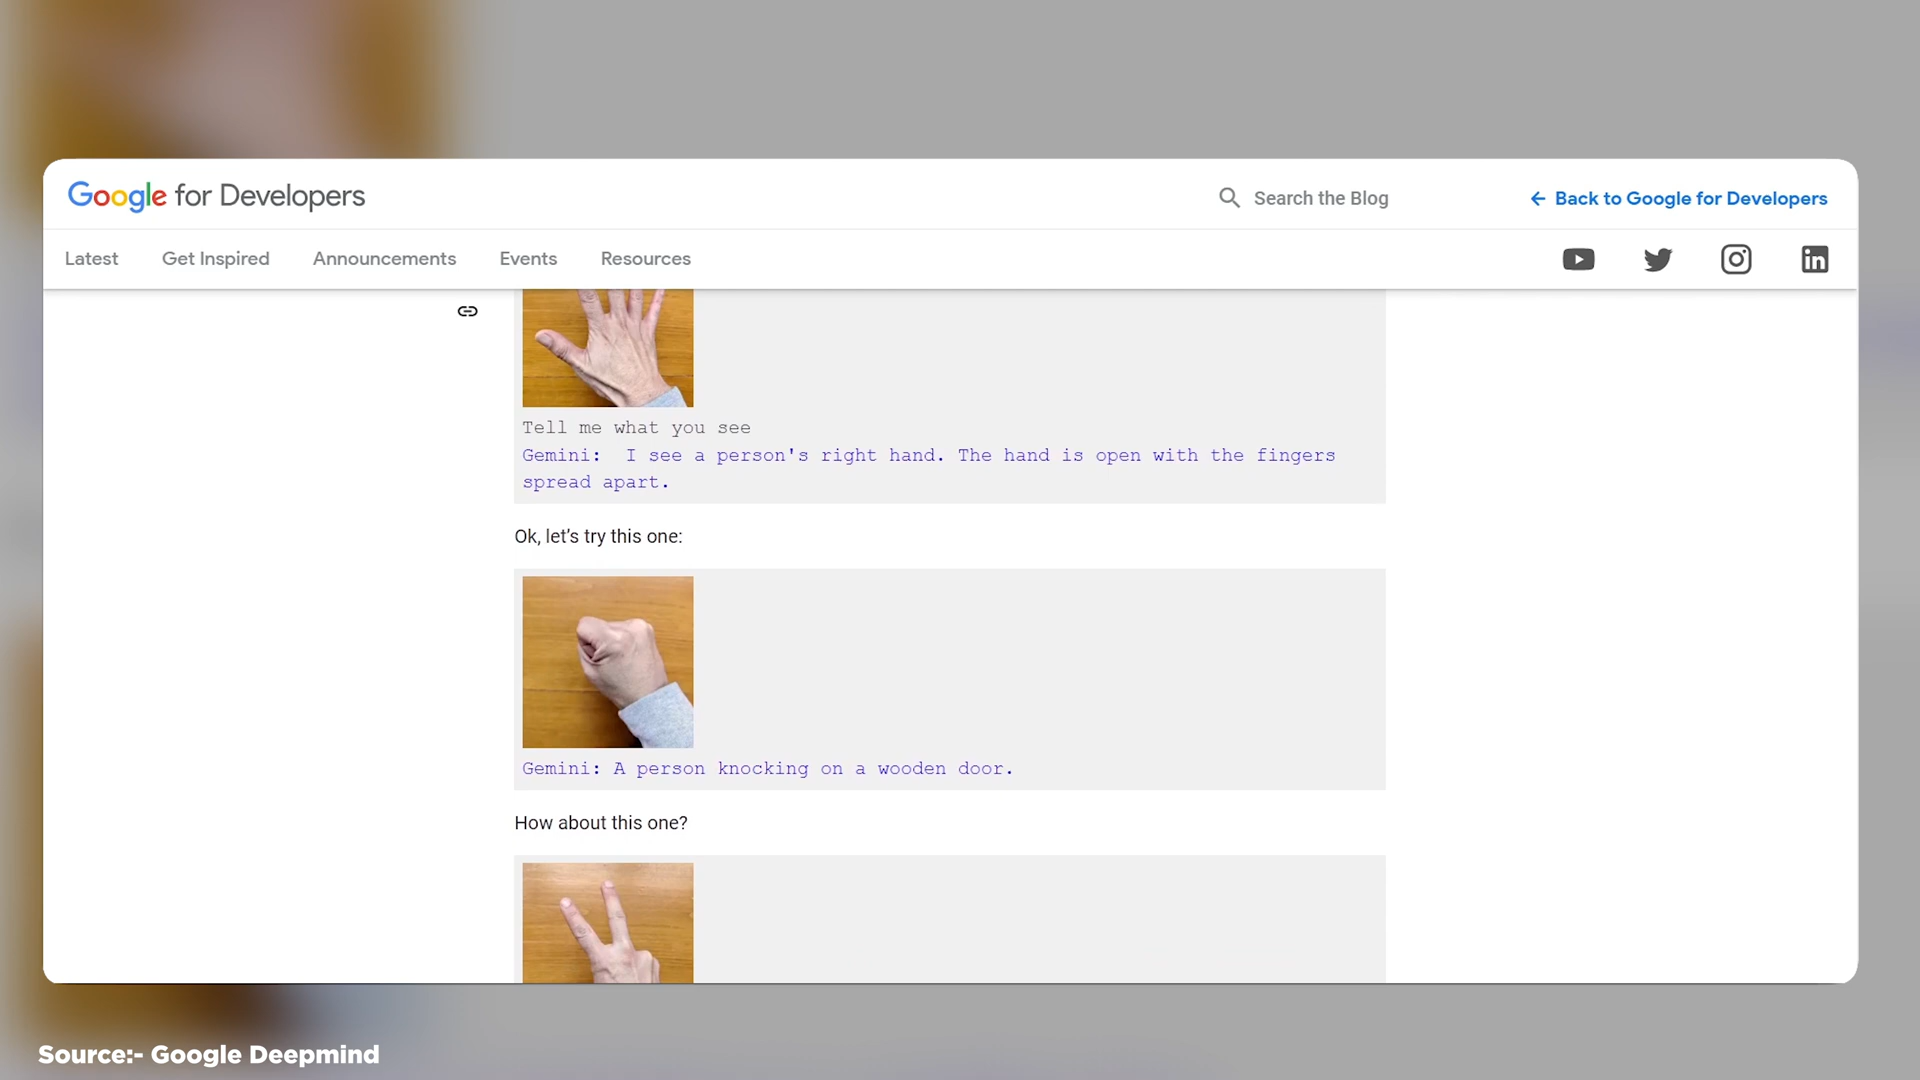 Google for Developers
Search the Blog
← Back to Google for Developers
Latest
Get Inspired
Announcements
Events
Resources
Tell me what you see
Gemini:  I see a person's right hand. The hand is open with the fingers
spread apart.
Ok, let’s try this one:
Gemini: A person knocking on a wooden door.
How about this one?
Source:- Google Deepmind